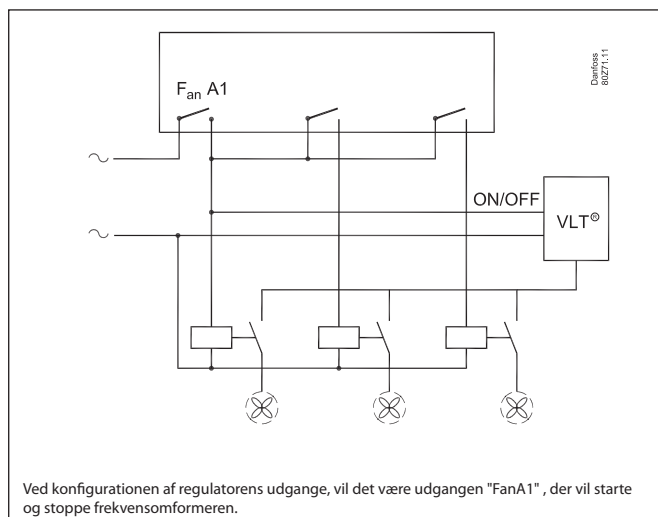 Danfoss
80Z71.11
Fan A1
ON/OFF
VLT®
Ved konfigurationen af regulatorens udgange, vil det være udgangen "FanA1" , der vil starte
og stoppe frekvensomformeren.